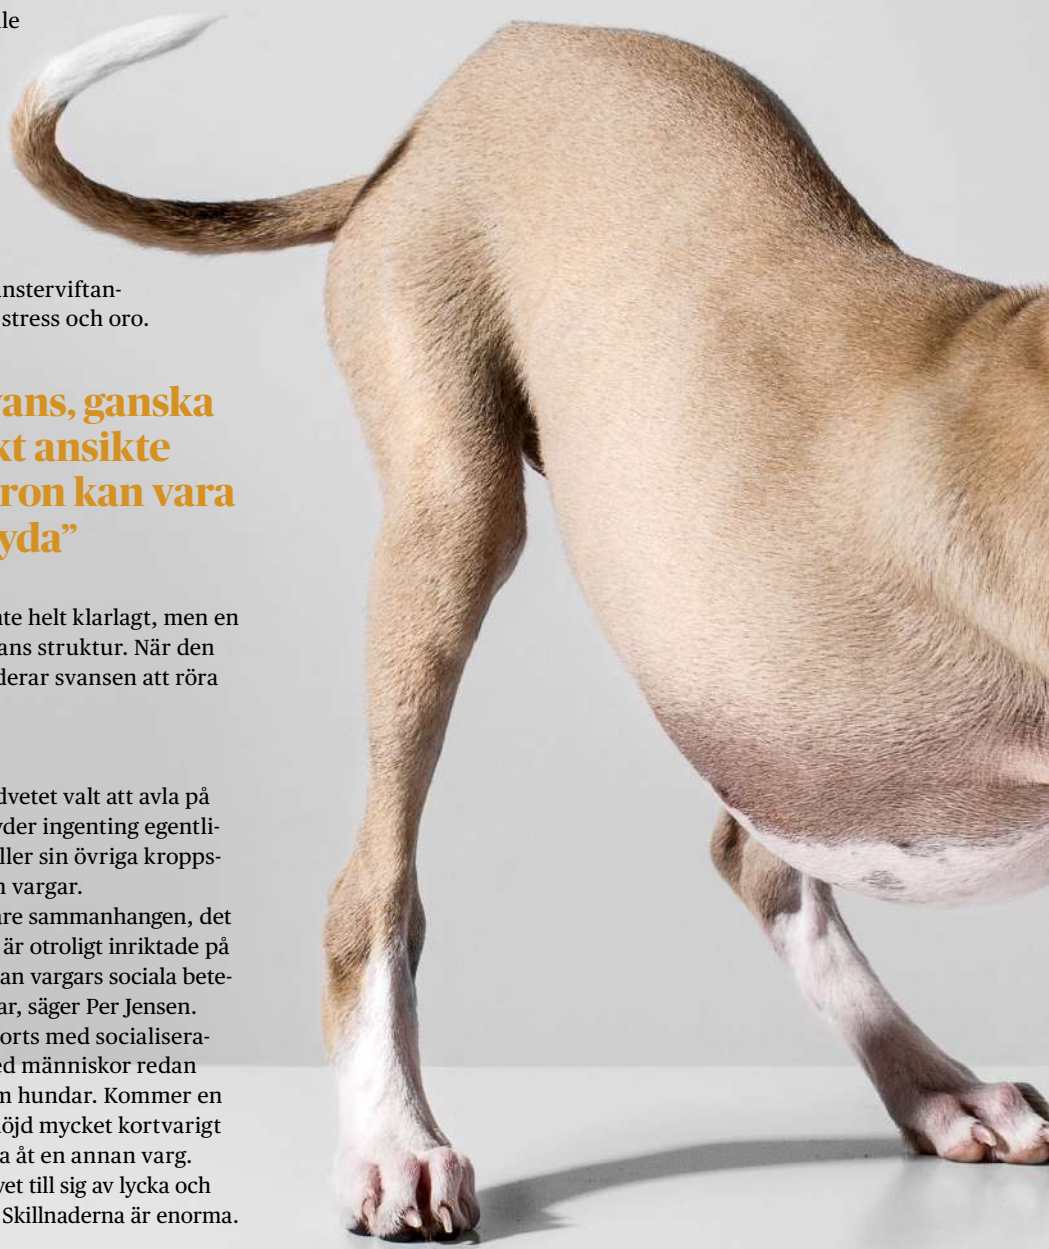 le
nsterviftan-
stress och oro.
ans, ganska
kt ansikte
ron kan vara
yda”
te helt klarlagt, men en
ans struktur. När den
derar svansen att röra
dvetet valt att avla på
der ingenting egentli-
ller sin övriga kropps-
n vargar.
are sammanhangen, det
är otroligt inriktade på
an vargars sociala bete-
ar, säger Per Jensen.
orts med socialisera-
ed människor redan
m hundar. Kommer en
öjd mycket kortvarigt
a åt en annan varg.
vet till sig av lycka och
Skillnaderna är enorma.